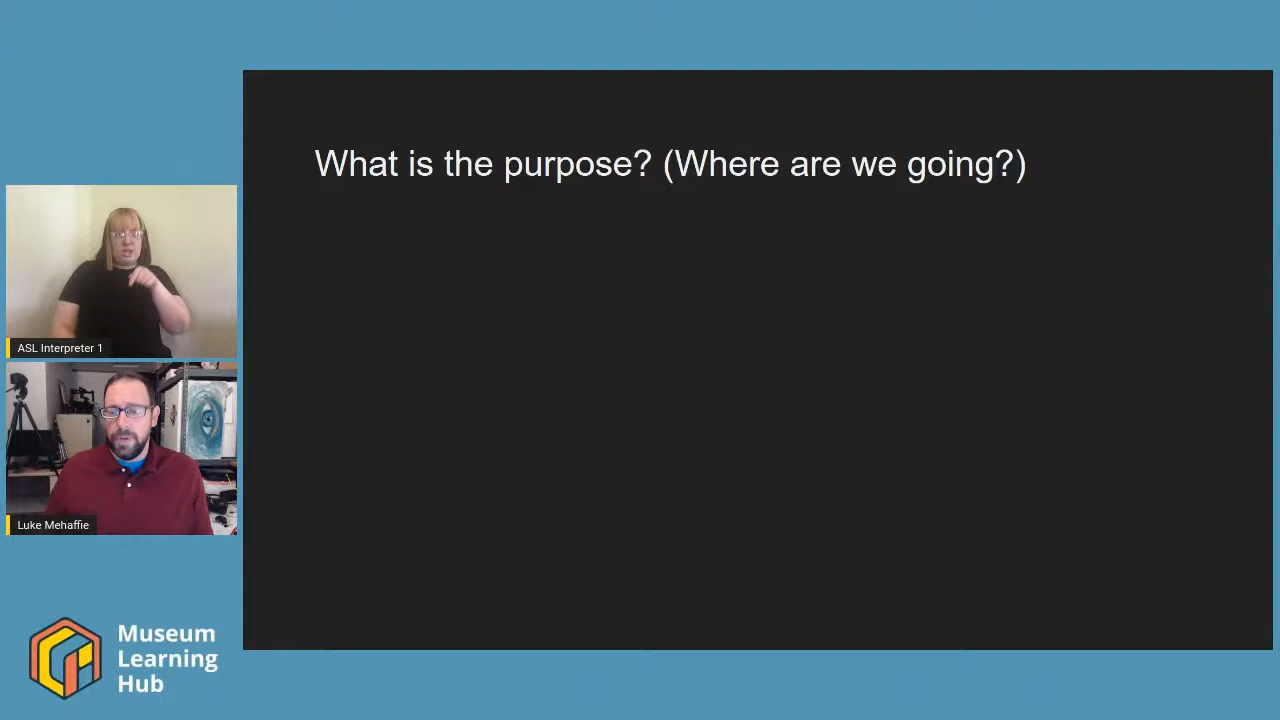 What is the purpose? (Where are we going?)
ASL Interpreter 1
Luke Mehaffie
Museum
Learning
Hub